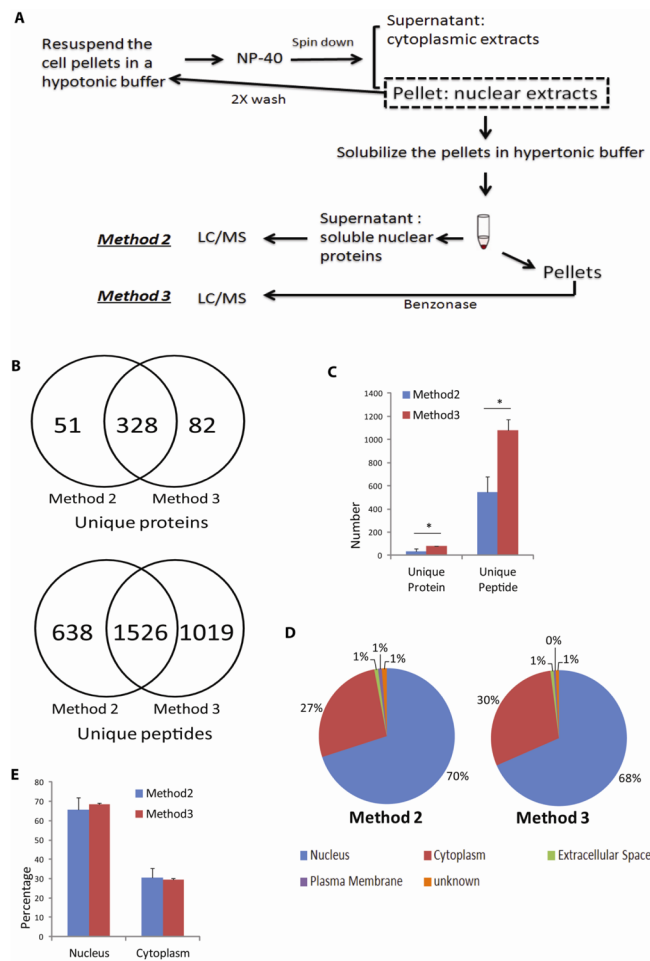 A
Resuspend the
cell pellets in a
hypotonic buffer
NP-40
Spin down
Supernatant:
cytoplasmic extracts
Pellet: nuclear extracts
2X wash
Solubilize the pellets in hypertonic buffer
Method 2
LC/MS
Supernatant :
soluble nuclear
proteins
Pellets
Method 3
LC/MS
Benzonase
B
51
328
82
Method 2
Method 3
Unique proteins
638
1526
1019
Method 2
Method 3
Unique peptides
C
Method2
Method3
Number
1400
1200
1000
800
600
400
200
0
*
*
Unique
Protein
Unique
Peptide
D
27%
1%
1%
1%
70%
Method 2
30%
1%
0%
1%
68%
Method 3
Nucleus
Cytoplasm
Extracellular Space
Plasma Membrane
unknown
E
Method2
Method3
Percentage
80
70
60
50
40
30
20
10
0
Nucleus
Cytoplasm